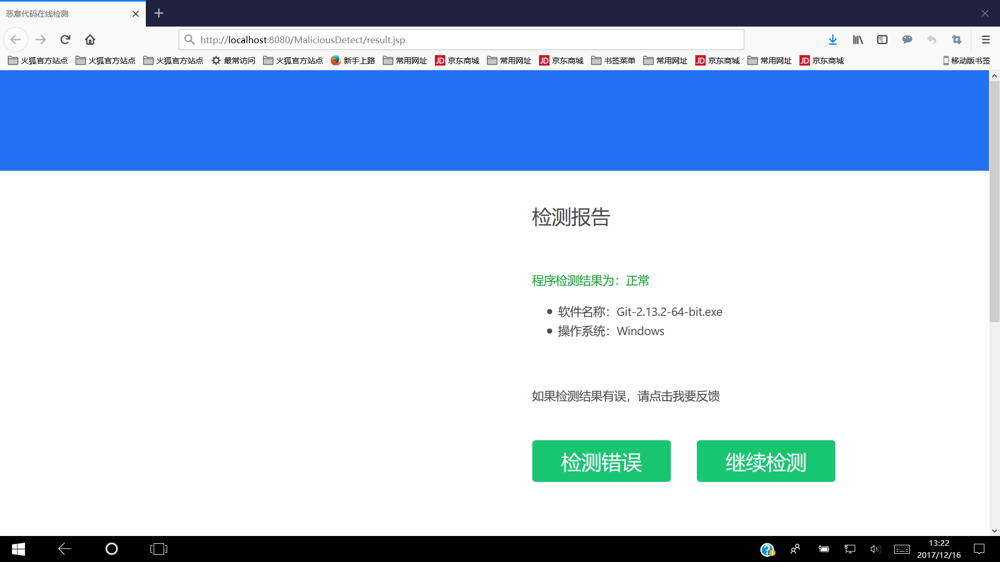 恶意代码在线检测
http://localhost:8080/MaliciousDetect/result.jsp
火狐官方站点 火狐官方站点 火狐官方站点 最常访问 火狐官方站点 新手上路 常用网址 JD 京东商城 常用网址 JD 京东商城 书签菜单 常用网址 JD 京东商城 常用网址 JD 京东商城 移动版书签
检测报告
程序检测结果为：正常
软件名称：Git-2.13.2-64-bit.exe
操作系统：Windows
如果检测结果有误，请点击我要反馈
检测错误 继续检测
13:22
2017/12/16